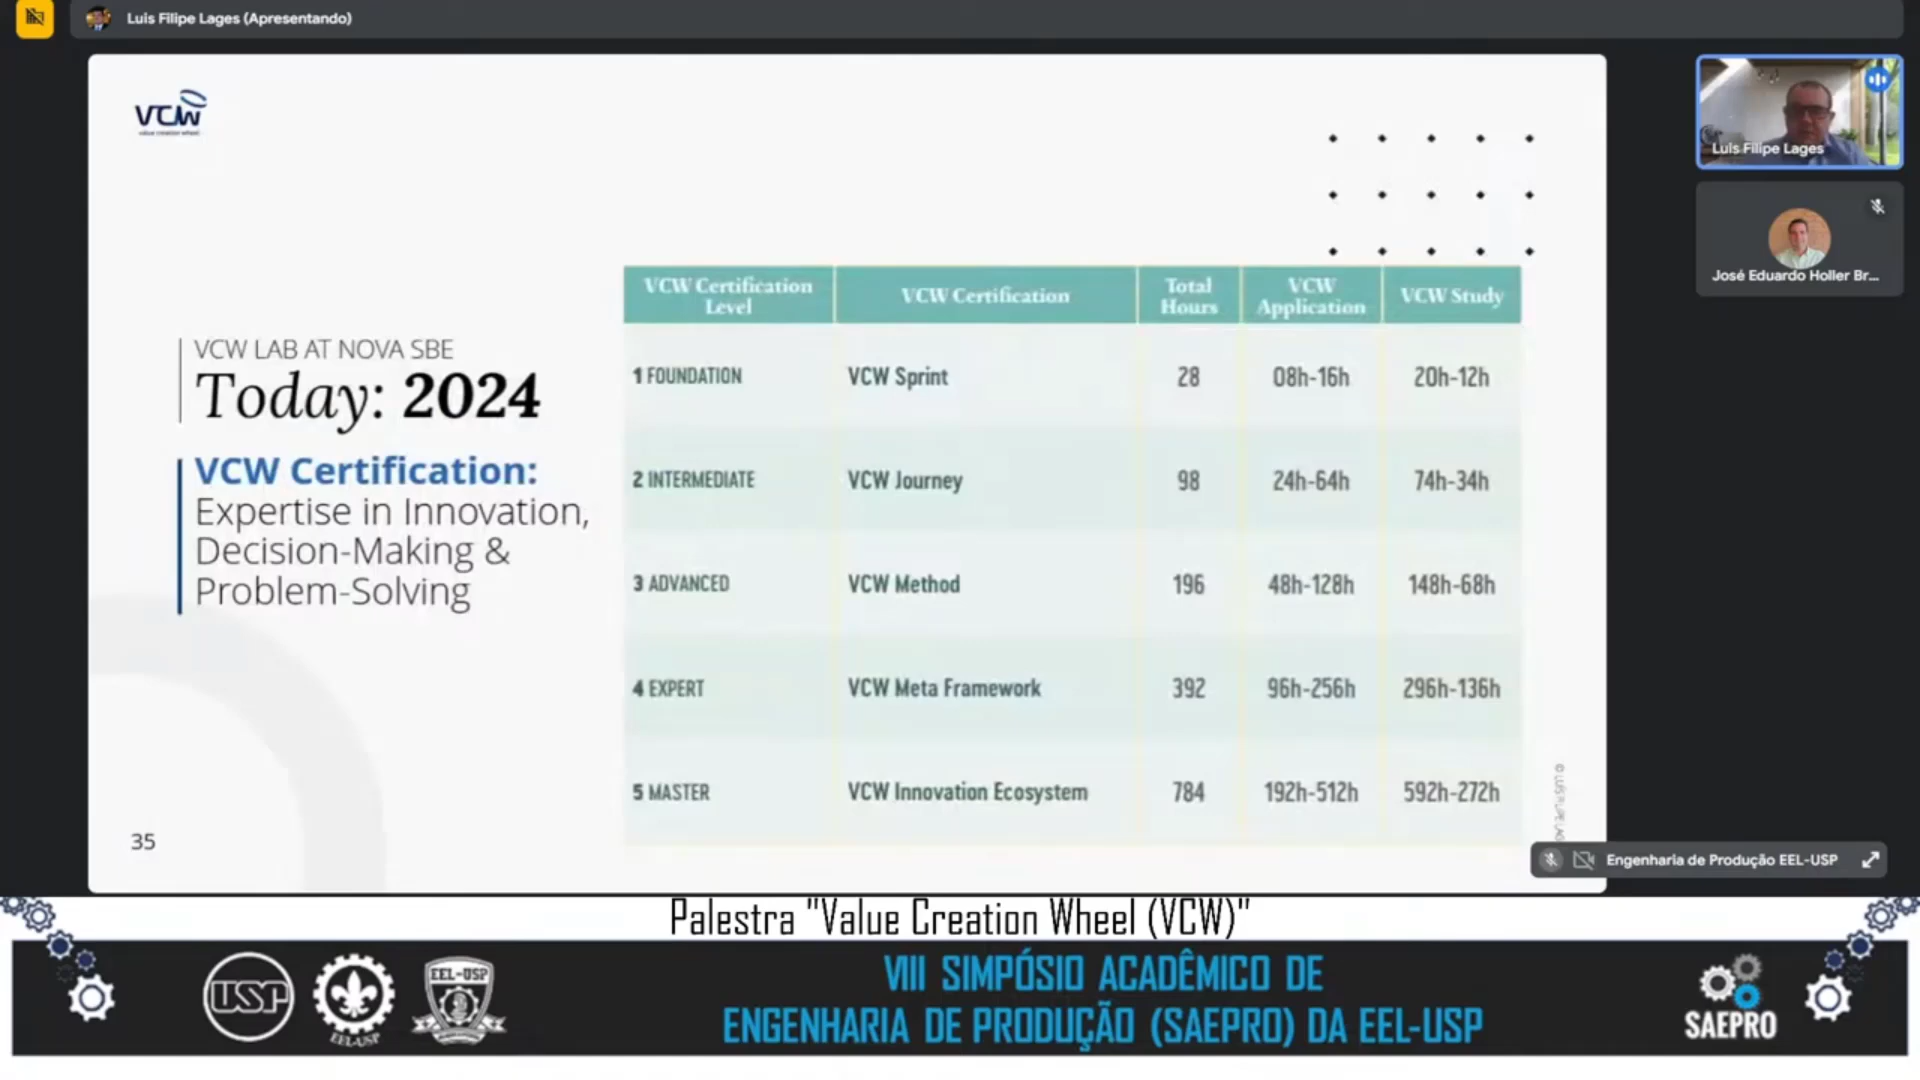 Luis Filipe Lages (Apresentando)
VCW
value creation wheel
Luis Filipe Lages
José Eduardo Holler Br...
VCW LAB AT NOVA SBE
Today: 2024
VCW Certification:
Expertise in Innovation,
Decision-Making &
Problem-Solving
VCW Certification Level VCW Certification Total Hours VCW Application VCW Study
1 FOUNDATION VCW Sprint 28 08h-16h 20h-12h
2 INTERMEDIATE VCW Journey 98 24h-64h 74h-34h
3 ADVANCED VCW Method 196 48h-128h 148h-68h
4 EXPERT VCW Meta Framework 392 96h-256h 296h-136h
5 MASTER VCW Innovation Ecosystem 784 192h-512h 592h-272h
35
Engenharia de Produção EEL-USP
Palestra "Value Creation Wheel (VCW)"
VIII SIMPÓSIO ACADÊMICO DE
ENGENHARIA DE PRODUÇÃO (SAEPRO) DA EEL-USP
USP
EEL-USP
EEL-USP
SAEPRO